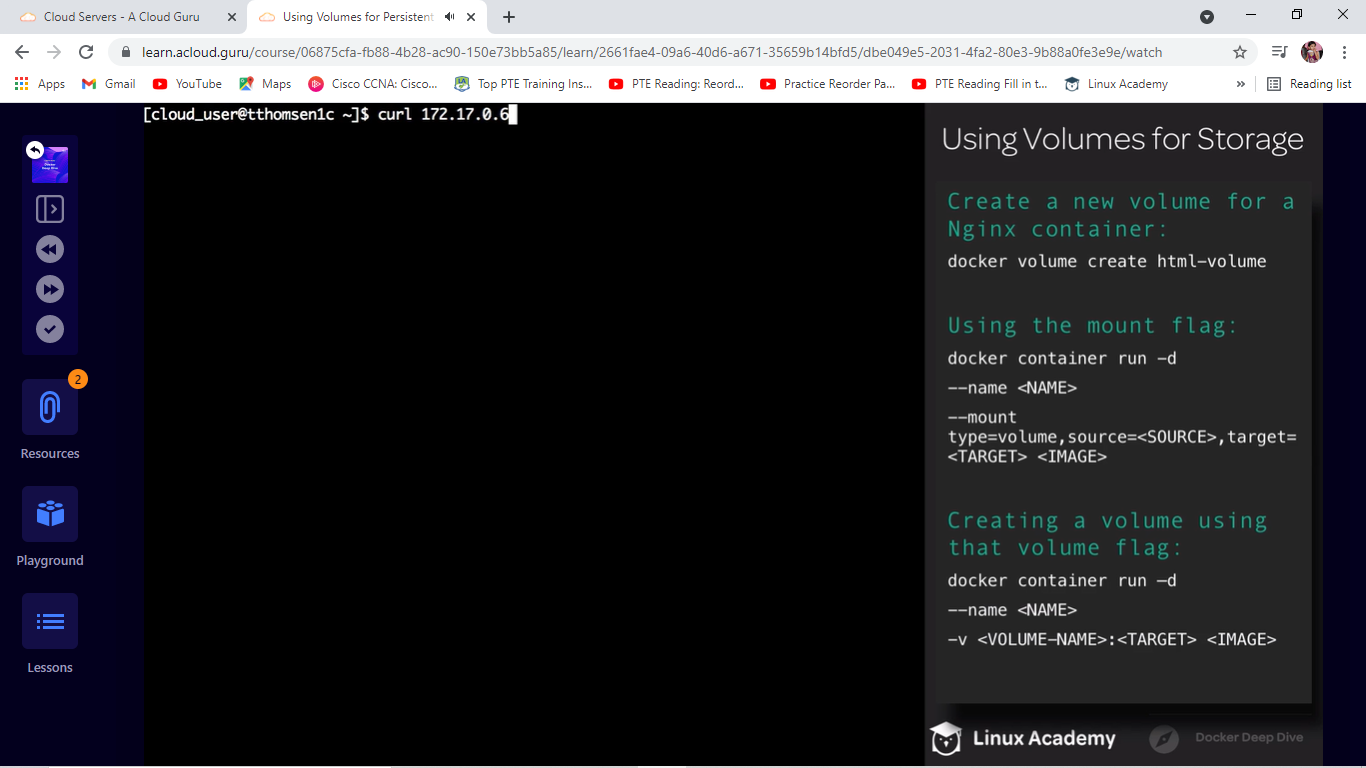 Cloud Servers - A Cloud Guru
Using Volumes for Persistent
learn.acloud.guru/course/06875cfa-fb88-4b28-ac90-150e73bb5a85/learn/2661fae4-09a6-40d6-a671-35659b14bfd5/dbe049e5-2031-4fa2-80e3-9b88a0fe3e9e/watch
Apps
Gmail
YouTube
Maps
Cisco CCNA: Cisco...
Top PTE Training Ins...
PTE Reading: Reord...
Practice Reorder Pa...
PTE Reading Fill in t...
Linux Academy
»
Reading list
Docker
Deep Dive
2
Resources
Playground
Lessons
[cloud_user@tthomsen1c ~]$ curl 172.17.0.6
Using Volumes for Storage
Create a new volume for a
Nginx container:
docker volume create html-volume
Using the mount flag:
docker container run -d
--name <NAME>
--mount
type=volume,source=<SOURCE>,target=
<TARGET> <IMAGE>
Creating a volume using
that volume flag:
docker container run -d
--name <NAME>
-v <VOLUME-NAME>:<TARGET> <IMAGE>
Linux Academy
Docker Deep Dive